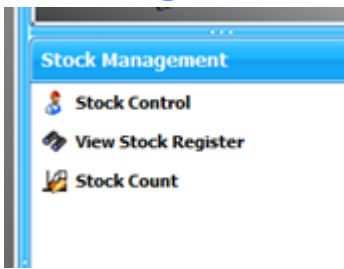 Stock Management
Stock Control
View Stock Register
Stock Count